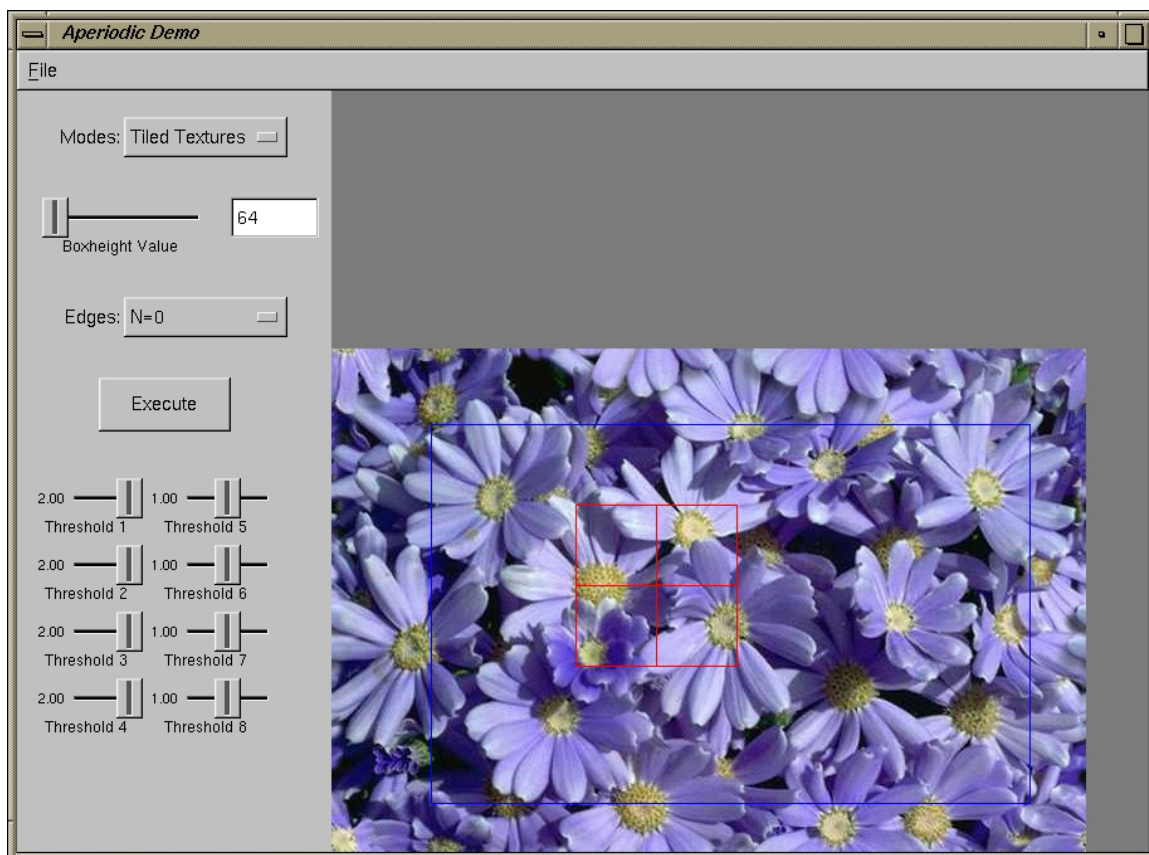 Aperiodic Demo
File
Modes: Tiled Textures
64
Boxheight Value
Edges: N=0
Execute
2.00 1.00
Threshold 1 Threshold 5
2.00 1.00
Threshold 2 Threshold 6
2.00 1.00
Threshold 3 Threshold 7
2.00 1.00
Threshold 4 Threshold 8